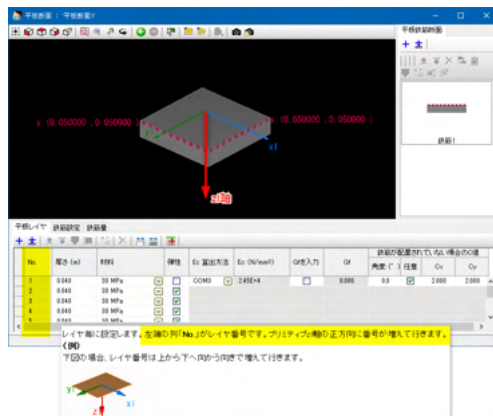 平板断面 : '平板断面1'
平板鉄筋断面
y (0.050000 ,0.050000 )
(0.050000 ,0.050000 )
yl
xl
zl軸
鉄筋1
平板レイヤ 鉄筋設定 鉄筋量
鉄筋が配置されていない場合のC値
No. 厚さ (m) 材料 弾性 Ec 算出方法 Ec (N/mm²) Gfを入力 Gf 角度 (°) 任意 Cx Cy
1 0.040 30 MPa COM3 2.45E+4 0.086 0.0 2.000 2.000
2 0.040 30 MPa
3 0.040 30 MPa
4 0.040 30 MPa
5 0.040 30 MPa
レイヤ毎に設定します。左端の列「No.」がレイヤ番号です。プリミティブzl軸の正方向に番号が増えて行きます。
(例)
下図の場合、レイヤ番号は上から下へ向かう向きで増えて行きます。
yl
xl
zl